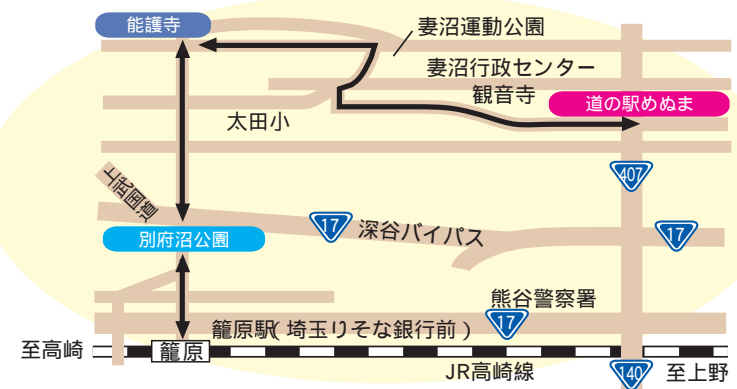 能護寺
妻沼運動公園
妻沼行政センター
観音寺
道の駅めぬま
太田小
407
上武国道
別府沼公園
17
深谷バイパス
17
熊谷警察署
17
籠原駅(埼玉りそな銀行前)
至高崎
籠原
JR高崎線
140
至上野